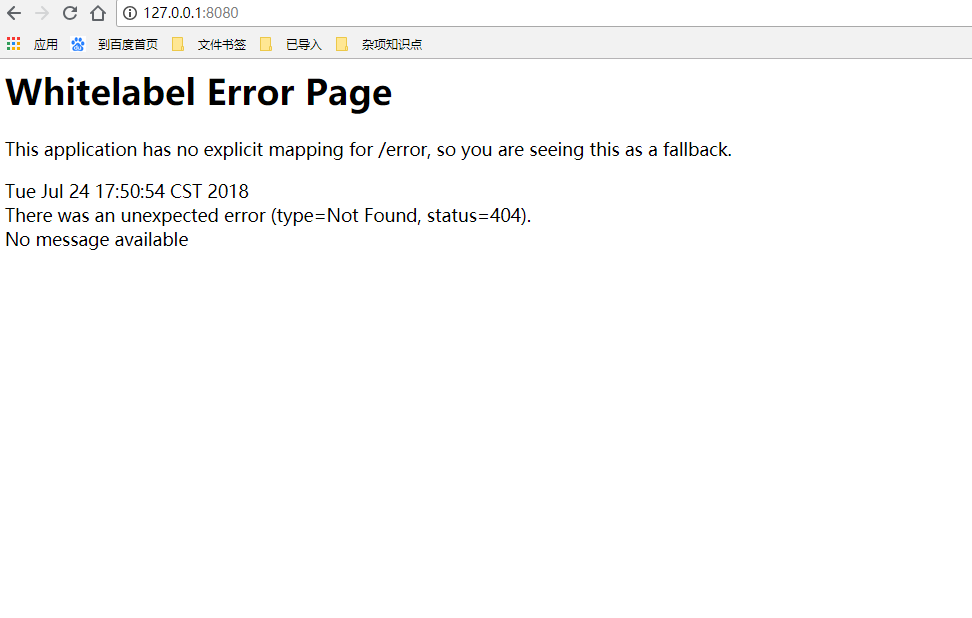 127.0.0.1:8080
应用 到百度首页 文件书签 已导入 杂项知识点
Whitelabel Error Page
This application has no explicit mapping for /error, so you are seeing this as a fallback.
Tue Jul 24 17:50:54 CST 2018
There was an unexpected error (type=Not Found, status=404).
No message available